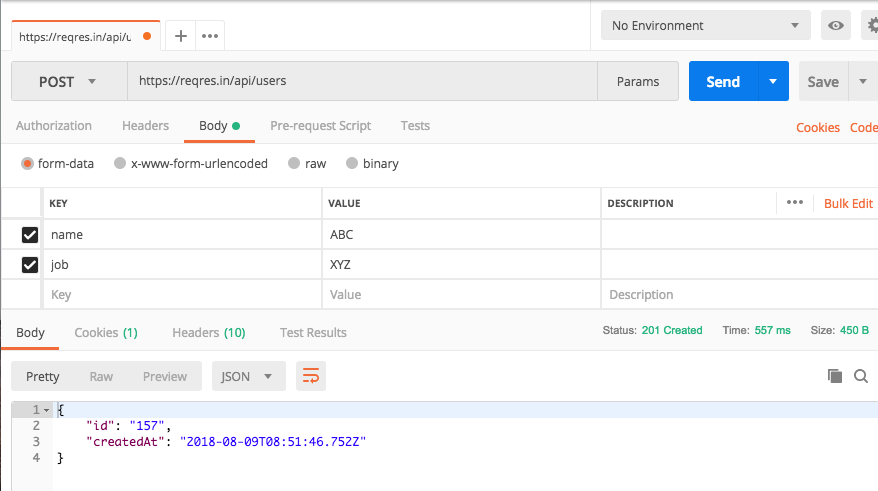 https://reqres.in/api/u
No Environment
POST https://reqres.in/api/users Params Send Save
Authorization Headers Body Pre-request Script Tests Cookies Code
form-data x-www-form-urlencoded raw binary
KEY VALUE DESCRIPTION Bulk Edit
name ABC
job XYZ
Key Value Description
Body Cookies (1) Headers (10) Test Results Status: 201 Created Time: 557 ms Size: 450 B
Pretty Raw Preview JSON
1 {
2 "id": "157",
3 "createdAt": "2018-08-09T08:51:46.752Z"
4 }